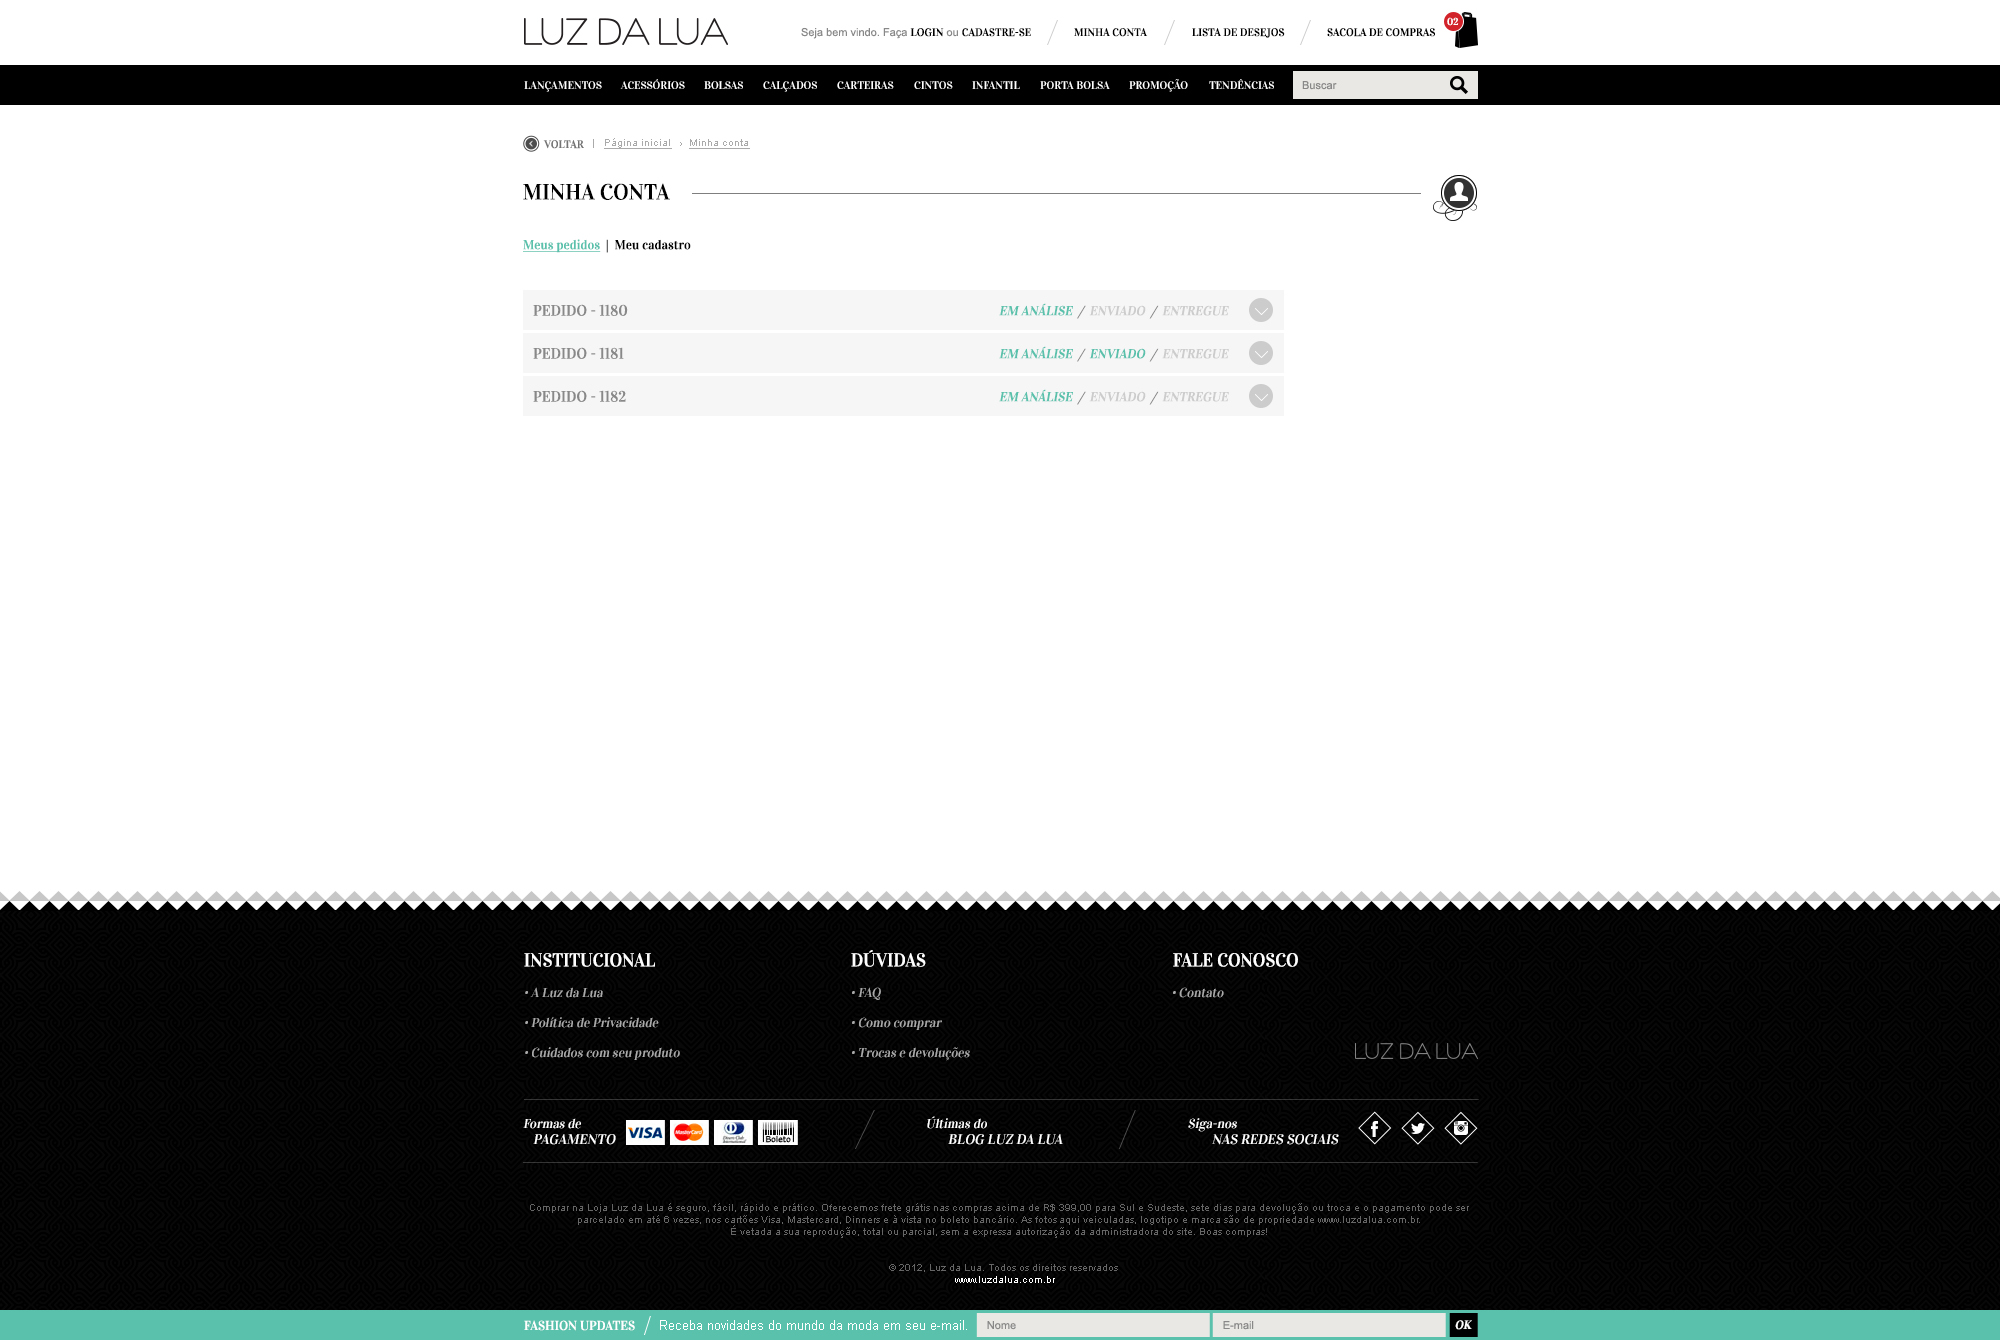 LUZ DA LUA
Seja bem vindo. Faça LOGIN ou CADASTRE-SE
MINHA CONTA
LISTA DE DESEJOS
SACOLA DE COMPRAS
02
LANÇAMENTOS ACESSÓRIOS BOLSAS CALÇADOS CARTEIRAS CINTOS INFANTIL PORTA BOLSA PROMOÇÃO TENDÊNCIAS
Buscar
VOLTAR | Página inicial › Minha conta
MINHA CONTA
Meus pedidos | Meu cadastro
PEDIDO - 1180 EM ANÁLISE / ENVIADO / ENTREGUE
PEDIDO - 1181 EM ANÁLISE / ENVIADO / ENTREGUE
PEDIDO - 1182 EM ANÁLISE / ENVIADO / ENTREGUE
INSTITUCIONAL
• A Luz da Lua
• Política de Privacidade
• Cuidados com seu produto
DÚVIDAS
• FAQ
• Como comprar
• Trocas e devoluções
FALE CONOSCO
• Contato
LUZ DA LUA
Formas de
PAGAMENTO
VISA
MasterCard
Diners Club
International
Boleto
Últimas do
BLOG LUZ DA LUA
Siga-nos
NAS REDES SOCIAIS
Comprar na Loja Luz da Lua é seguro, fácil, rápido e prático. Oferecemos frete grátis nas compras acima de R$ 399,00 para Sul e Sudeste, sete dias para devolução ou troca e o pagamento pode ser
parcelado em até 6 vezes, nos cartões Visa, Mastercard, Dinners e à vista no boleto bancário. As fotos aqui veiculadas, logotipo e marca são de propriedade www.luzdalua.com.br.
É vetada a sua reprodução, total ou parcial, sem a expressa autorização da administradora do site. Boas compras!
© 2012, Luz da Lua. Todos os direitos reservados
www.luzdalua.com.br
FASHION UPDATES / Receba novidades do mundo da moda em seu e-mail.
Nome
E-mail
OK